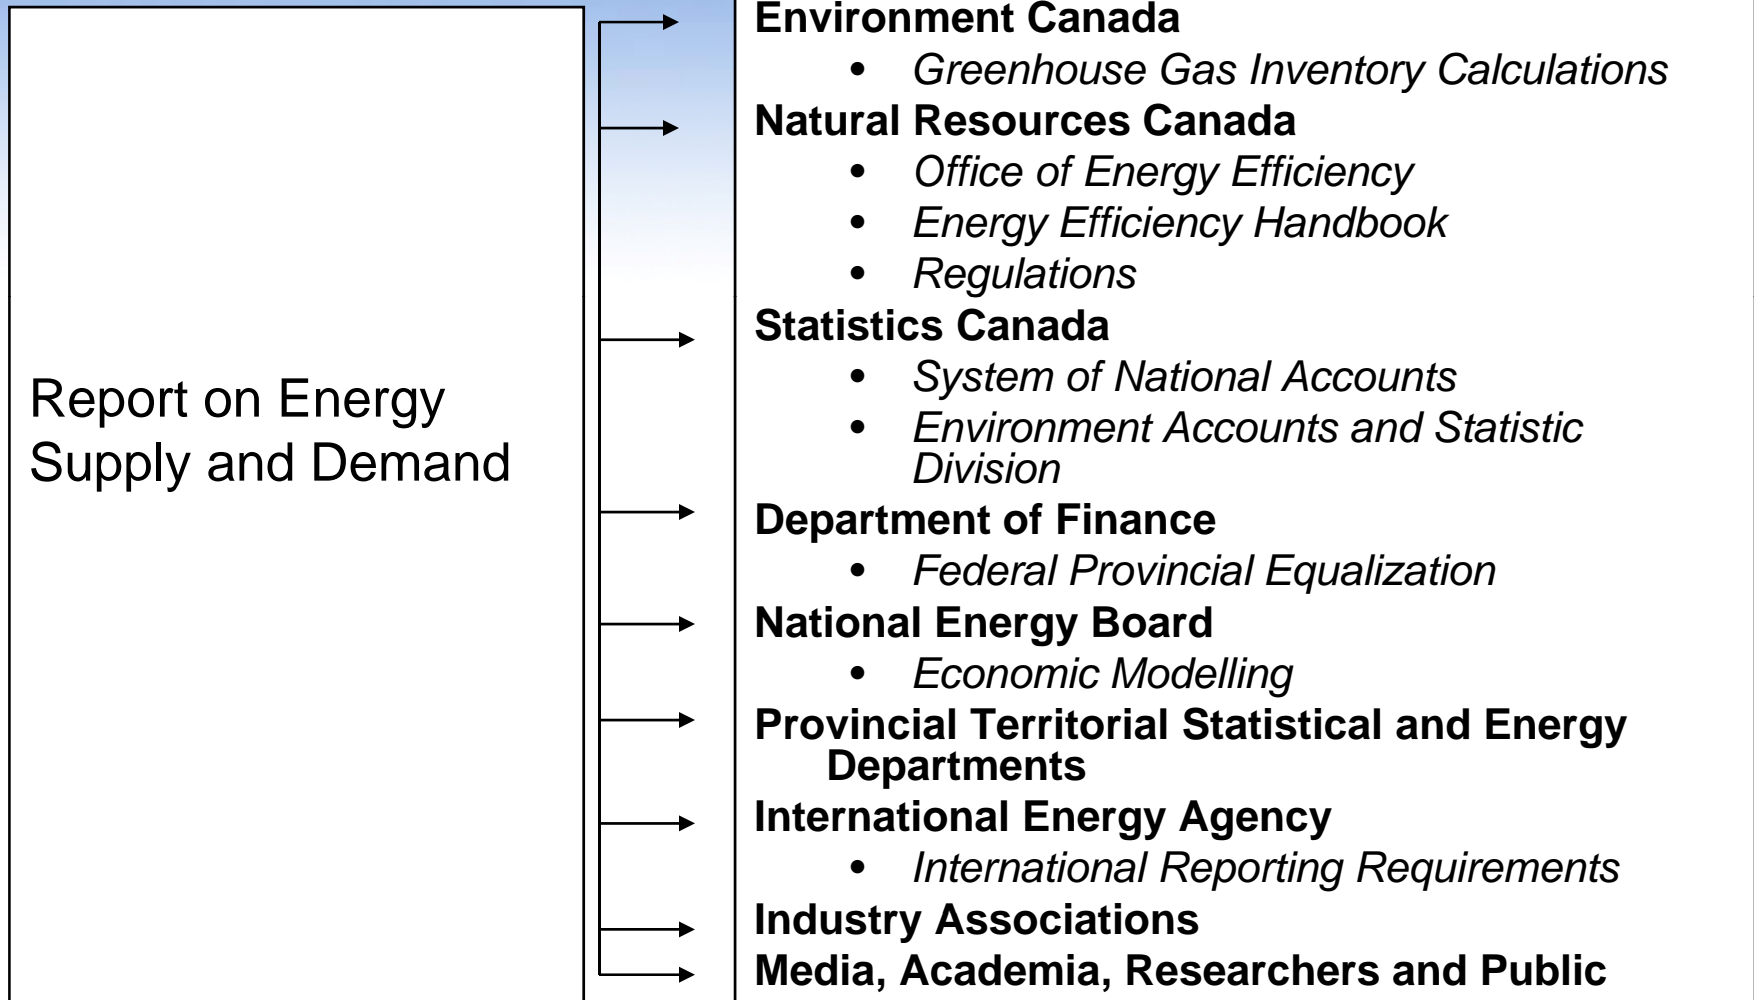 Report on Energy
Supply and Demand
Environment Canada
• Greenhouse Gas Inventory Calculations
Natural Resources Canada
• Office of Energy Efficiency
• Energy Efficiency Handbook
• Regulations
Statistics Canada
• System of National Accounts
• Environment Accounts and Statistic
Division
Department of Finance
• Federal Provincial Equalization
National Energy Board
• Economic Modelling
Provincial Territorial Statistical and Energy
Departments
International Energy Agency
• International Reporting Requirements
Industry Associations
Media, Academia, Researchers and Public